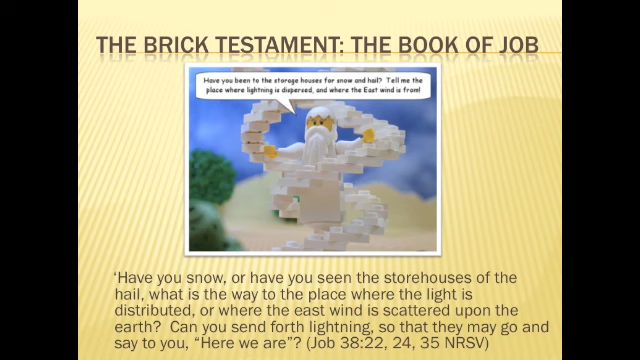 THE BRICK TESTAMENT: THE BOOK OF JOB
Have you been to the storage houses for snow and hail? Tell me the
place where lightning is dispersed, and where the East wind is from!
‘Have you snow, or have you seen the storehouses of the
hail, what is the way to the place where the light is
distributed, or where the east wind is scattered upon the
earth? Can you send forth lightning, so that they may go and
say to you, “Here we are”? (Job 38:22, 24, 35 NRSV)